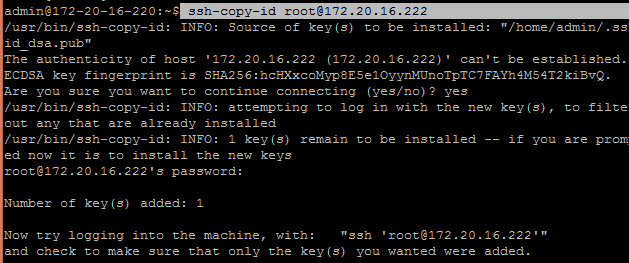 admin@172-20-16-220:~$ ssh-copy-id root@172.20.16.222
/usr/bin/ssh-copy-id: INFO: Source of key(s) to be installed: "/home/admin/.ss
id_dsa.pub"
The authenticity of host '172.20.16.222 (172.20.16.222)' can't be established.
ECDSA key fingerprint is SHA256:hcHXxcoMyp8E5e1OyynMUnoTpTC7FAYh4M54T2kiBvQ.
Are you sure you want to continue connecting (yes/no)? yes
/usr/bin/ssh-copy-id: INFO: attempting to log in with the new key(s), to filte
out any that are already installed
/usr/bin/ssh-copy-id: INFO: 1 key(s) remain to be installed -- if you are prom
ed now it is to install the new keys
root@172.20.16.222's password:
Number of key(s) added: 1
Now try logging into the machine, with:   "ssh 'root@172.20.16.222'"
and check to make sure that only the key(s) you wanted were added.